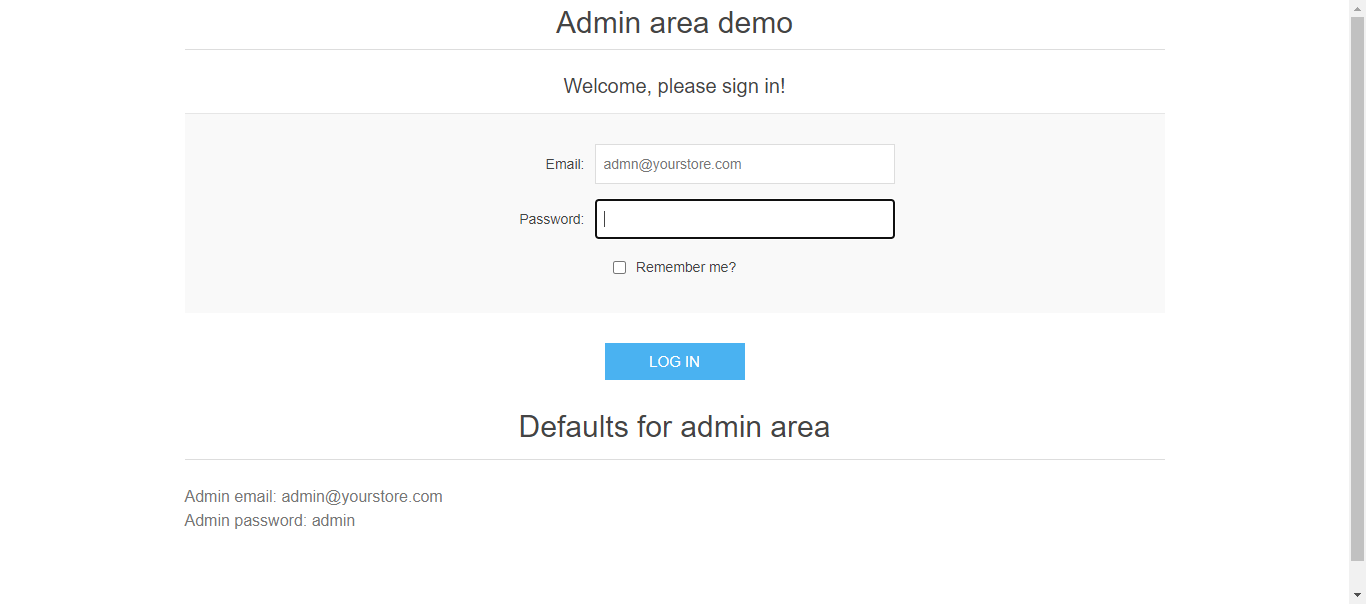 Admin area demo
Welcome, please sign in!
Email: admn@yourstore.com
Password:
Remember me?
LOG IN
Defaults for admin area
Admin email: admin@yourstore.com
Admin password: admin